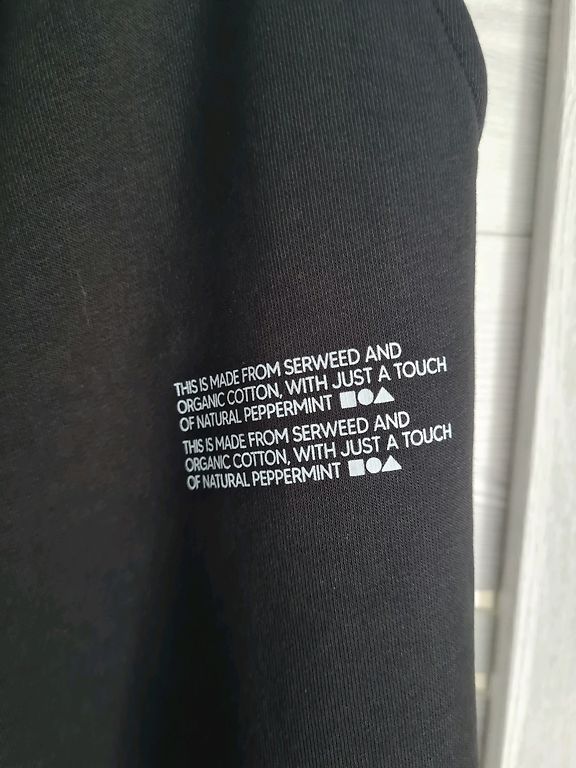 THIS IS MADE FROM SERWEED AND
ORGANIC COTTON, WITH JUST A TOUCH
OF NATURAL PEPPERMINT
THIS IS MADE FROM SERWEED AND
ORGANIC COTTON, WITH JUST A TOUCH
OF NATURAL PEPPERMINT